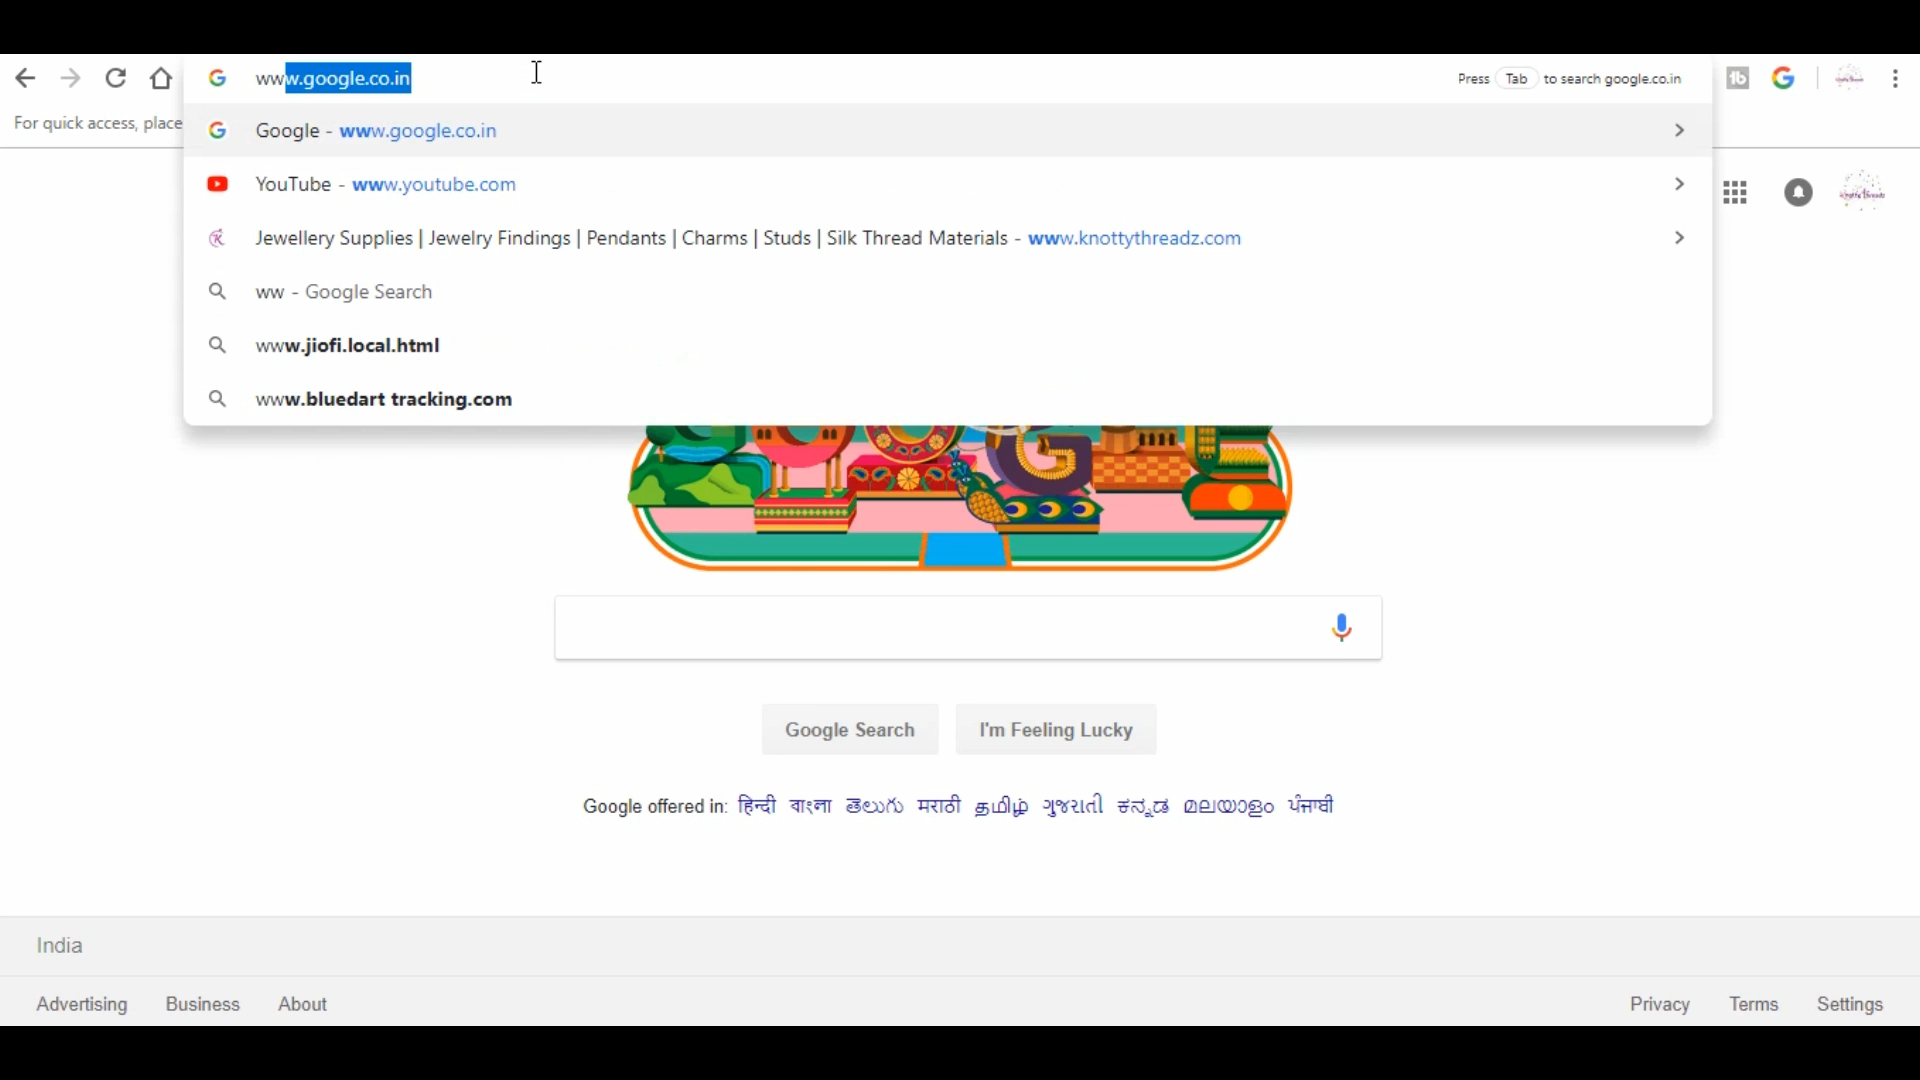 www.google.co.in
Press Tab to search google.co.in
For quick access, place
Google - www.google.co.in
YouTube - www.youtube.com
Jewellery Supplies | Jewelry Findings | Pendants | Charms | Studs | Silk Thread Materials - www.knottythreadz.com
ww - Google Search
www.jiofi.local.html
www.bluedart tracking.com
Google Search I'm Feeling Lucky
Google offered in: हिन्दी বাংলা తెలుగు मराठी தமிழ் ગુજરાતી ಕನ್ನಡ മലയാളം ਪੰਜਾਬੀ
India
Advertising Business About Privacy Terms Settings